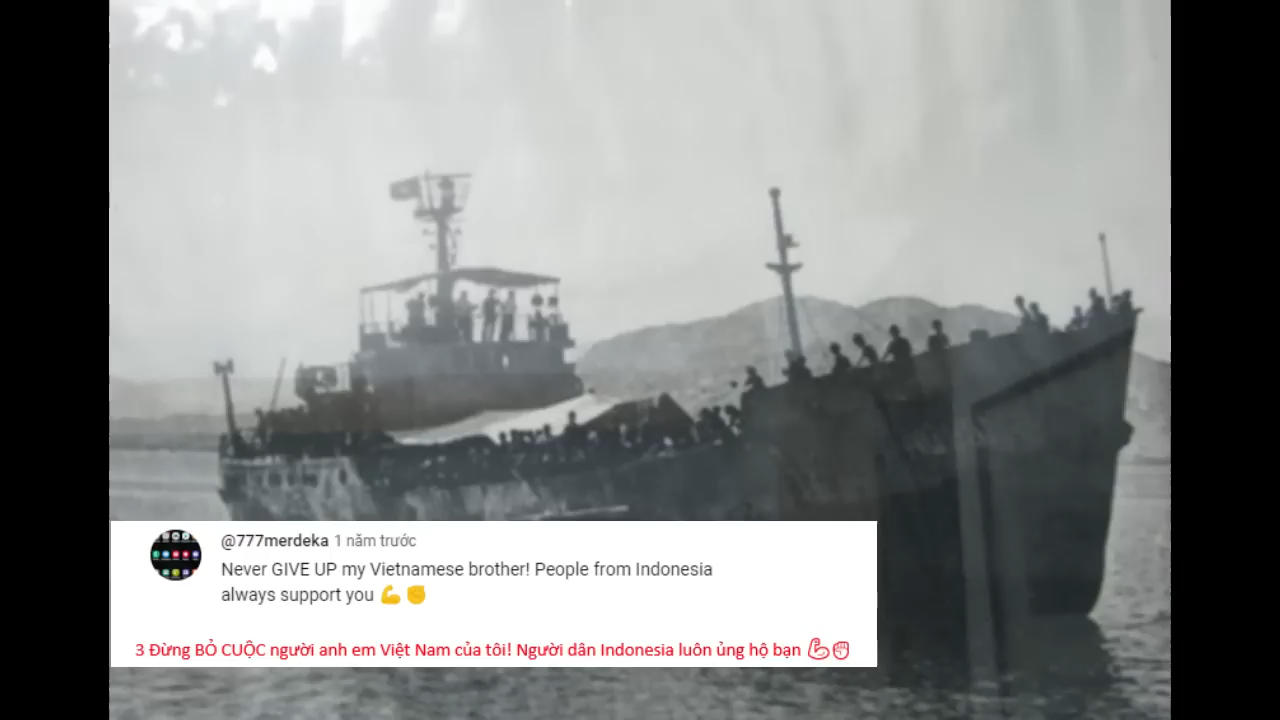 @777merdeka 1 năm trước
Never GIVE UP my Vietnamese brother! People from Indonesia
always support you 💪 ✊
3 Đừng BỎ CUỘC người anh em Việt Nam của tôi! Người dân Indonesia luôn ủng hộ bạn 💪✊